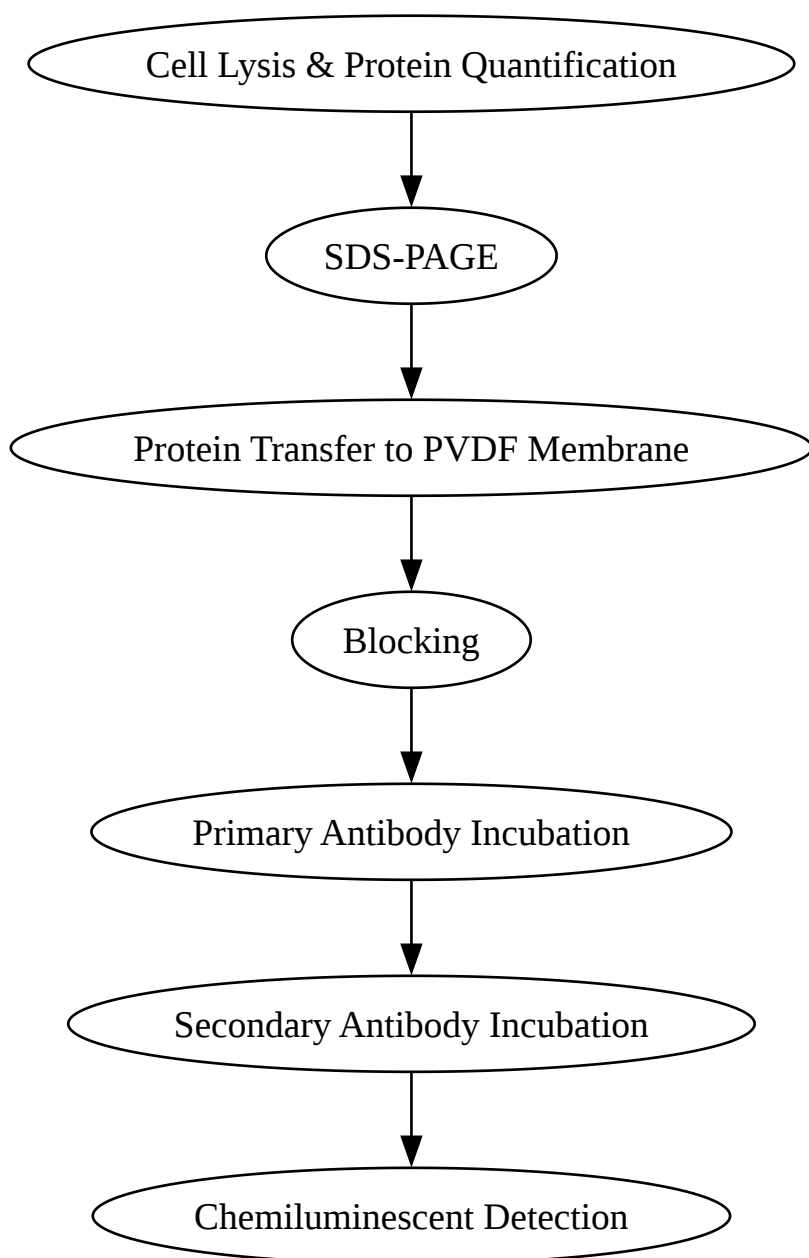 Cell Lysis & Protein Quantification
SDS-PAGE
Protein Transfer to PVDF Membrane
Blocking
Primary Antibody Incubation
Secondary Antibody Incubation
Chemiluminescent Detection